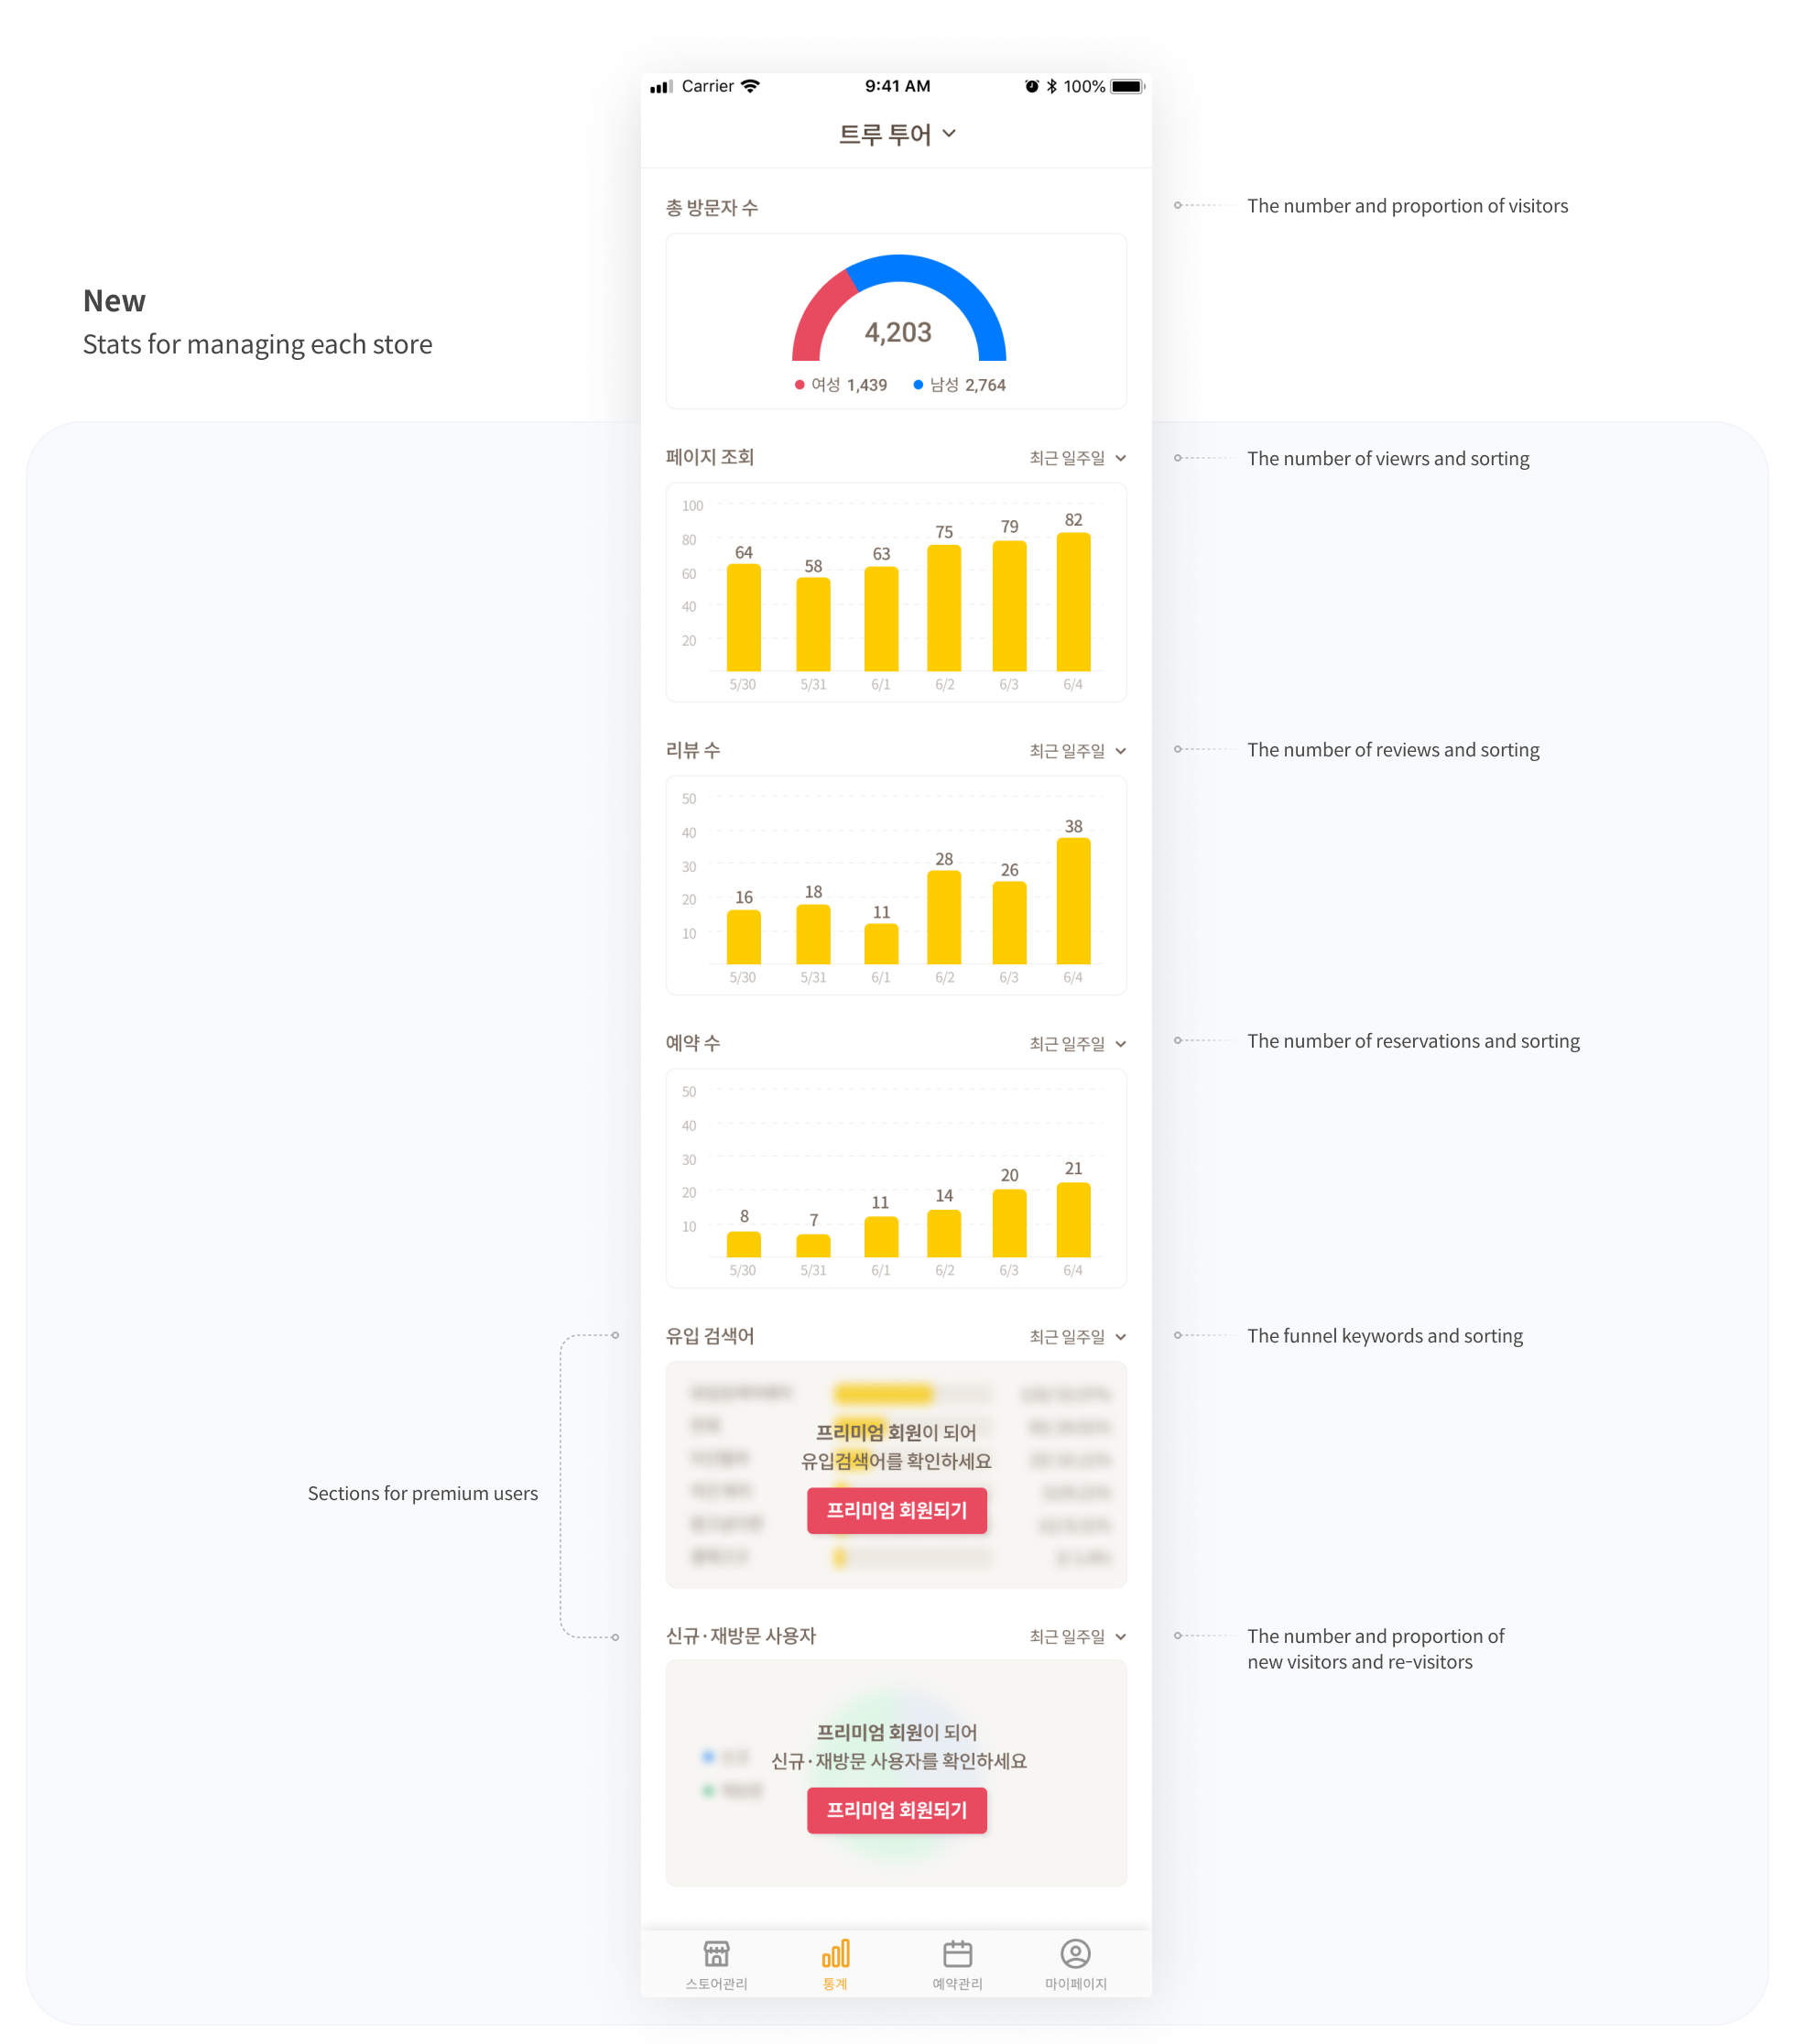 Carrier 9:41 AM 100%
트루 투어
총 방문자 수
The number and proportion of visitors
New
Stats for managing each store
4,203
여성 1,439 남성 2,764
페이지 조회 최근 일주일
The number of viewrs and sorting
100
80
60
40
20
64 58 63 75 79 82
5/30 5/31 6/1 6/2 6/3 6/4
리뷰 수 최근 일주일
The number of reviews and sorting
50
40
30
20
10
16 18 11 28 26 38
5/30 5/31 6/1 6/2 6/3 6/4
예약 수 최근 일주일
The number of reservations and sorting
50
40
30
20
10
8 7 11 14 20 21
5/30 5/31 6/1 6/2 6/3 6/4
유입 검색어 최근 일주일
The funnel keywords and sorting
프리미엄 회원이 되어
유입검색어를 확인하세요
프리미엄 회원되기
Sections for premium users
신규·재방문 사용자 최근 일주일
The number and proportion of
new visitors and re-visitors
프리미엄 회원이 되어
신규·재방문 사용자를 확인하세요
프리미엄 회원되기
스토어관리 통계 예약관리 마이페이지